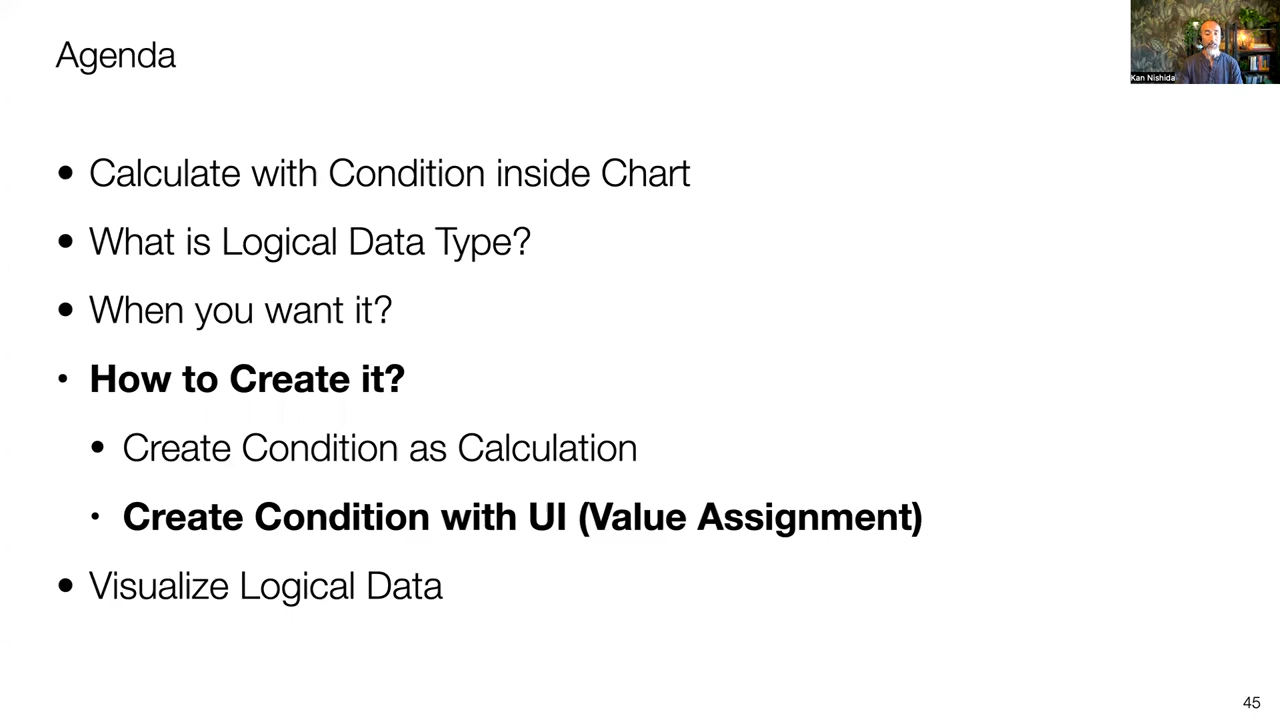 Agenda
Kan Nishida
• Calculate with Condition inside Chart
• What is Logical Data Type?
• When you want it?
• How to Create it?
• Create Condition as Calculation
• Create Condition with UI (Value Assignment)
• Visualize Logical Data
45